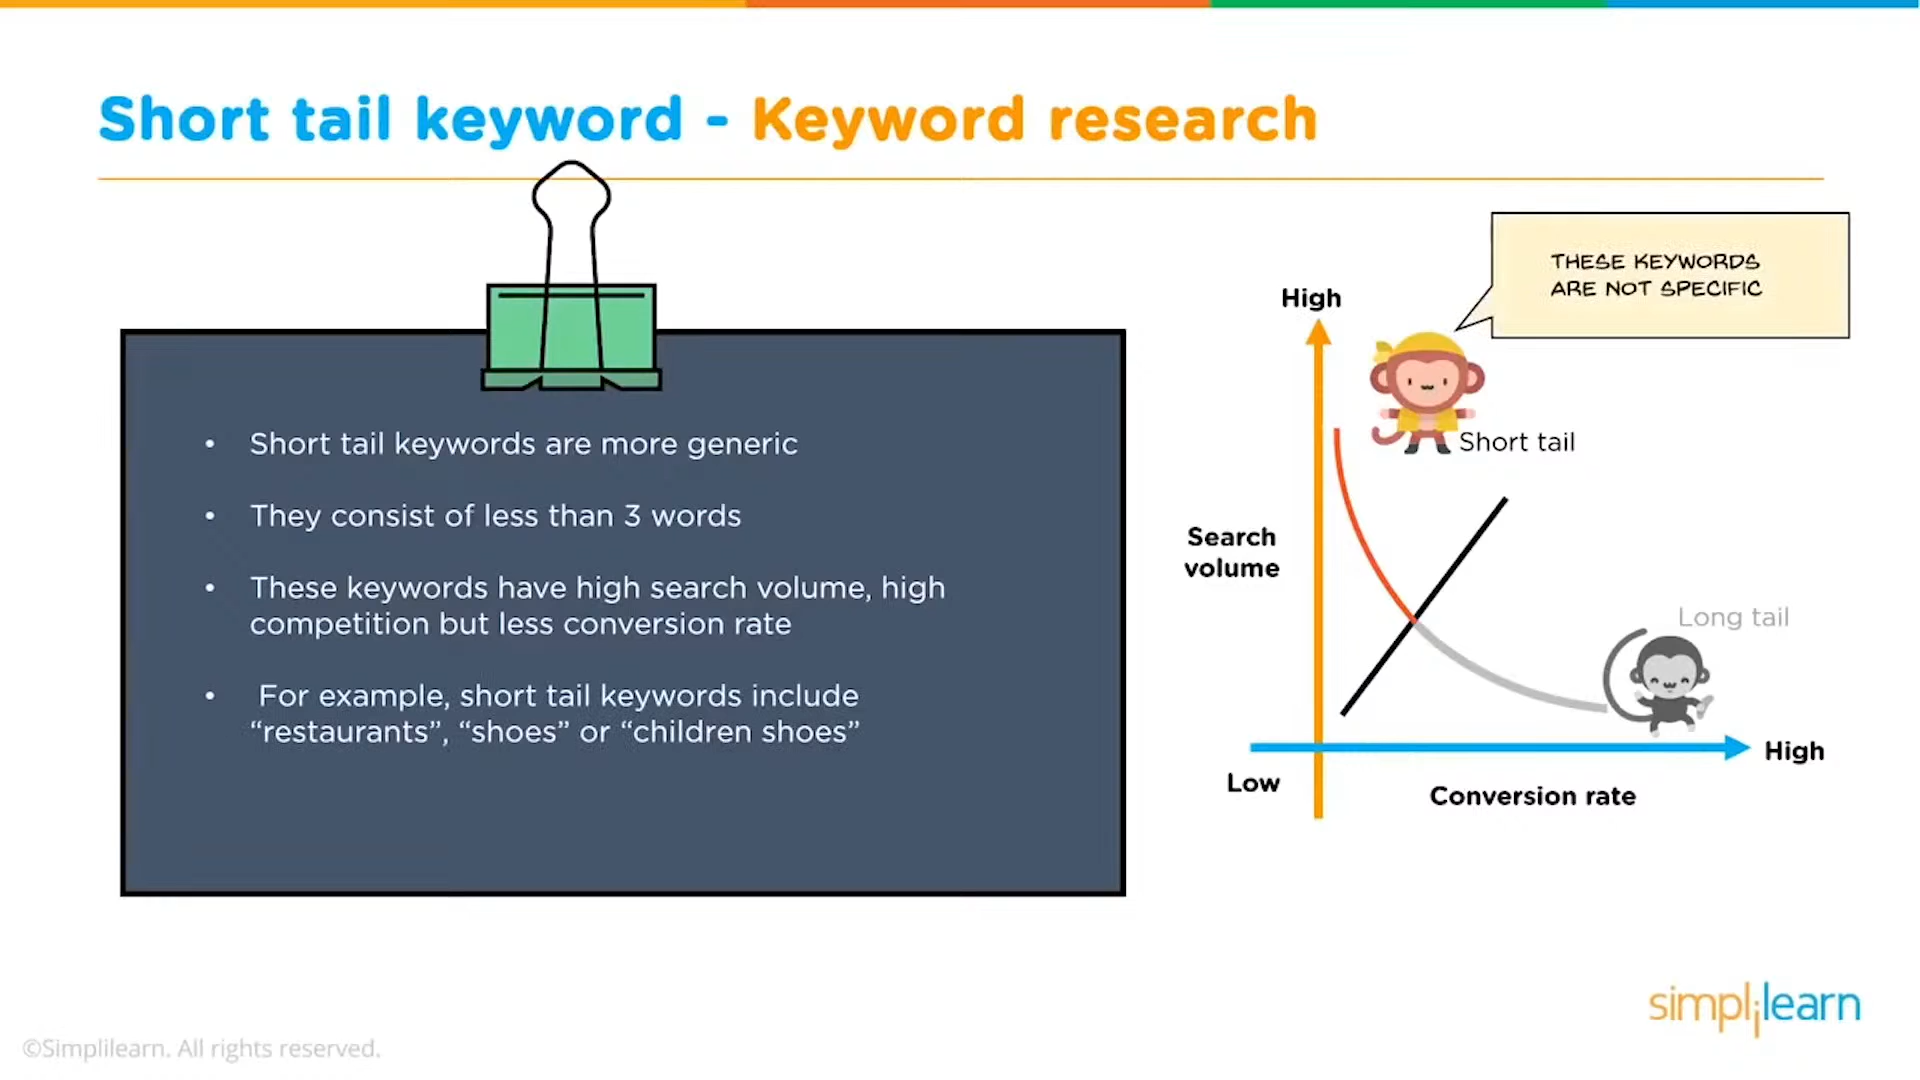 Short tail keyword - Keyword research
THESE KEYWORDS
ARE NOT SPECIFIC
• Short tail keywords are more generic
• They consist of less than 3 words
• These keywords have high search volume, high
competition but less conversion rate
• For example, short tail keywords include
“restaurants”, “shoes” or “children shoes”
High
Short tail
Search
volume
Long tail
High
Low
Conversion rate
simplilearn
©Simplilearn. All rights reserved.